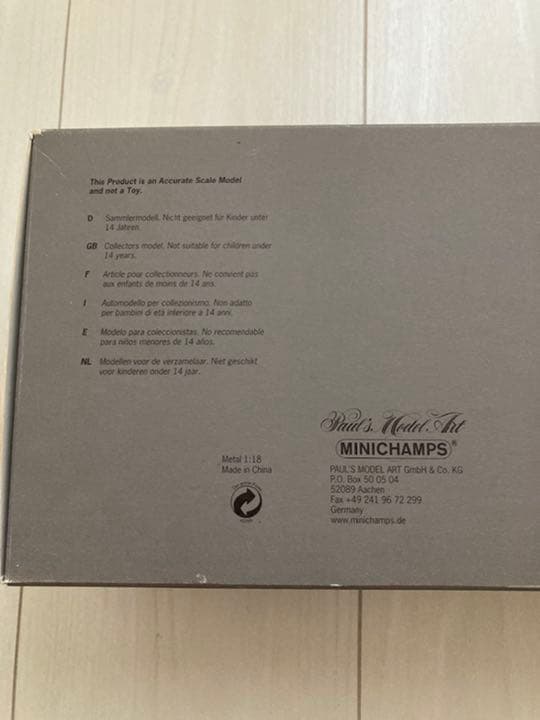 This Product is an Accurate Scale Model
and not a Toy.
D Sammlermodell. Nicht geeignet für Kinder unter
14 Jahren.
GB Collectors model. Not suitable for children under
14 years.
F Article pour collectionneurs. Ne convient pas
aux enfants de moins de 14 ans.
I Automodello per collezionismo. Non adatto
per bambini di età inferiore a 14 anni.
E Modelo para coleccionistas. No recomendable
para niños menores de 14 años.
NL Modellen voor de verzamelaar. Niet geschikt
voor kinderen onder 14 jaar.
Metal 1:18
Made in China
Paul's Model Art
MINICHAMPS®
PAUL'S MODEL ART GmbH & Co. KG
P.O. Box 50 05 04
52089 Aachen
Fax +49 241 96 72 299
Germany
www.minichamps.de